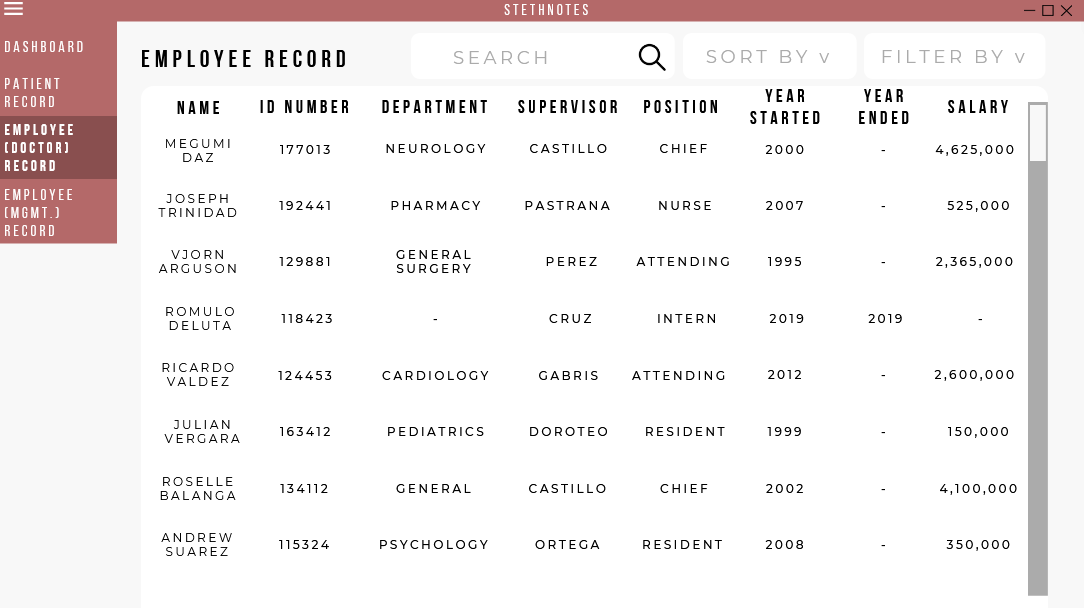 STETHNOTES
DASHBOARD
PATIENT
RECORD
EMPLOYEE
(DOCTOR)
RECORD
EMPLOYEE
(MGMT.)
RECORD
EMPLOYEE RECORD
SEARCH
SORT BY v
FILTER BY v
NAME ID NUMBER DEPARTMENT SUPERVISOR POSITION YEAR STARTED YEAR ENDED SALARY
MEGUMI DAZ 177013 NEUROLOGY CASTILLO CHIEF 2000 - 4,625,000
JOSEPH TRINIDAD 192441 PHARMACY PASTRANA NURSE 2007 - 525,000
VJORN ARGUSON 129881 GENERAL SURGERY PEREZ ATTENDING 1995 - 2,365,000
ROMULO DELUTA 118423 - CRUZ INTERN 2019 2019 -
RICARDO VALDEZ 124453 CARDIOLOGY GABRIS ATTENDING 2012 - 2,600,000
JULIAN VERGARA 163412 PEDIATRICS DOROTEO RESIDENT 1999 - 150,000
ROSELLE BALANGA 134112 GENERAL CASTILLO CHIEF 2002 - 4,100,000
ANDREW SUAREZ 115324 PSYCHOLOGY ORTEGA RESIDENT 2008 - 350,000